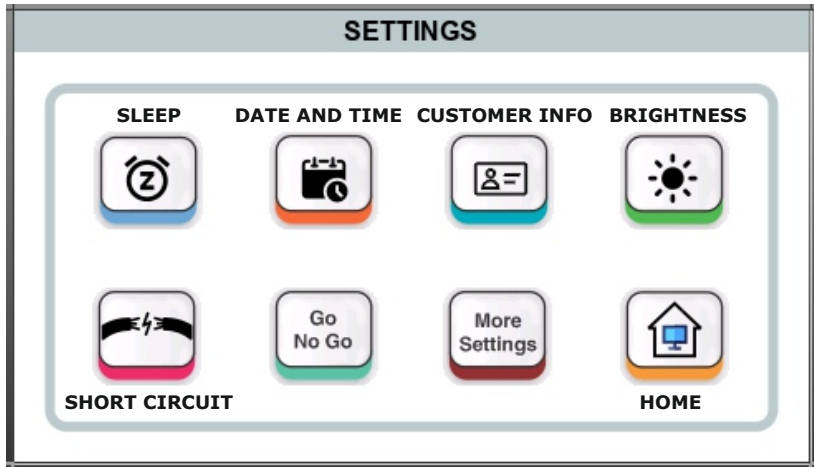 SETTINGS
SLEEP DATE AND TIME CUSTOMER INFO BRIGHTNESS
Z
Go
No Go
More
Settings
SHORT CIRCUIT HOME